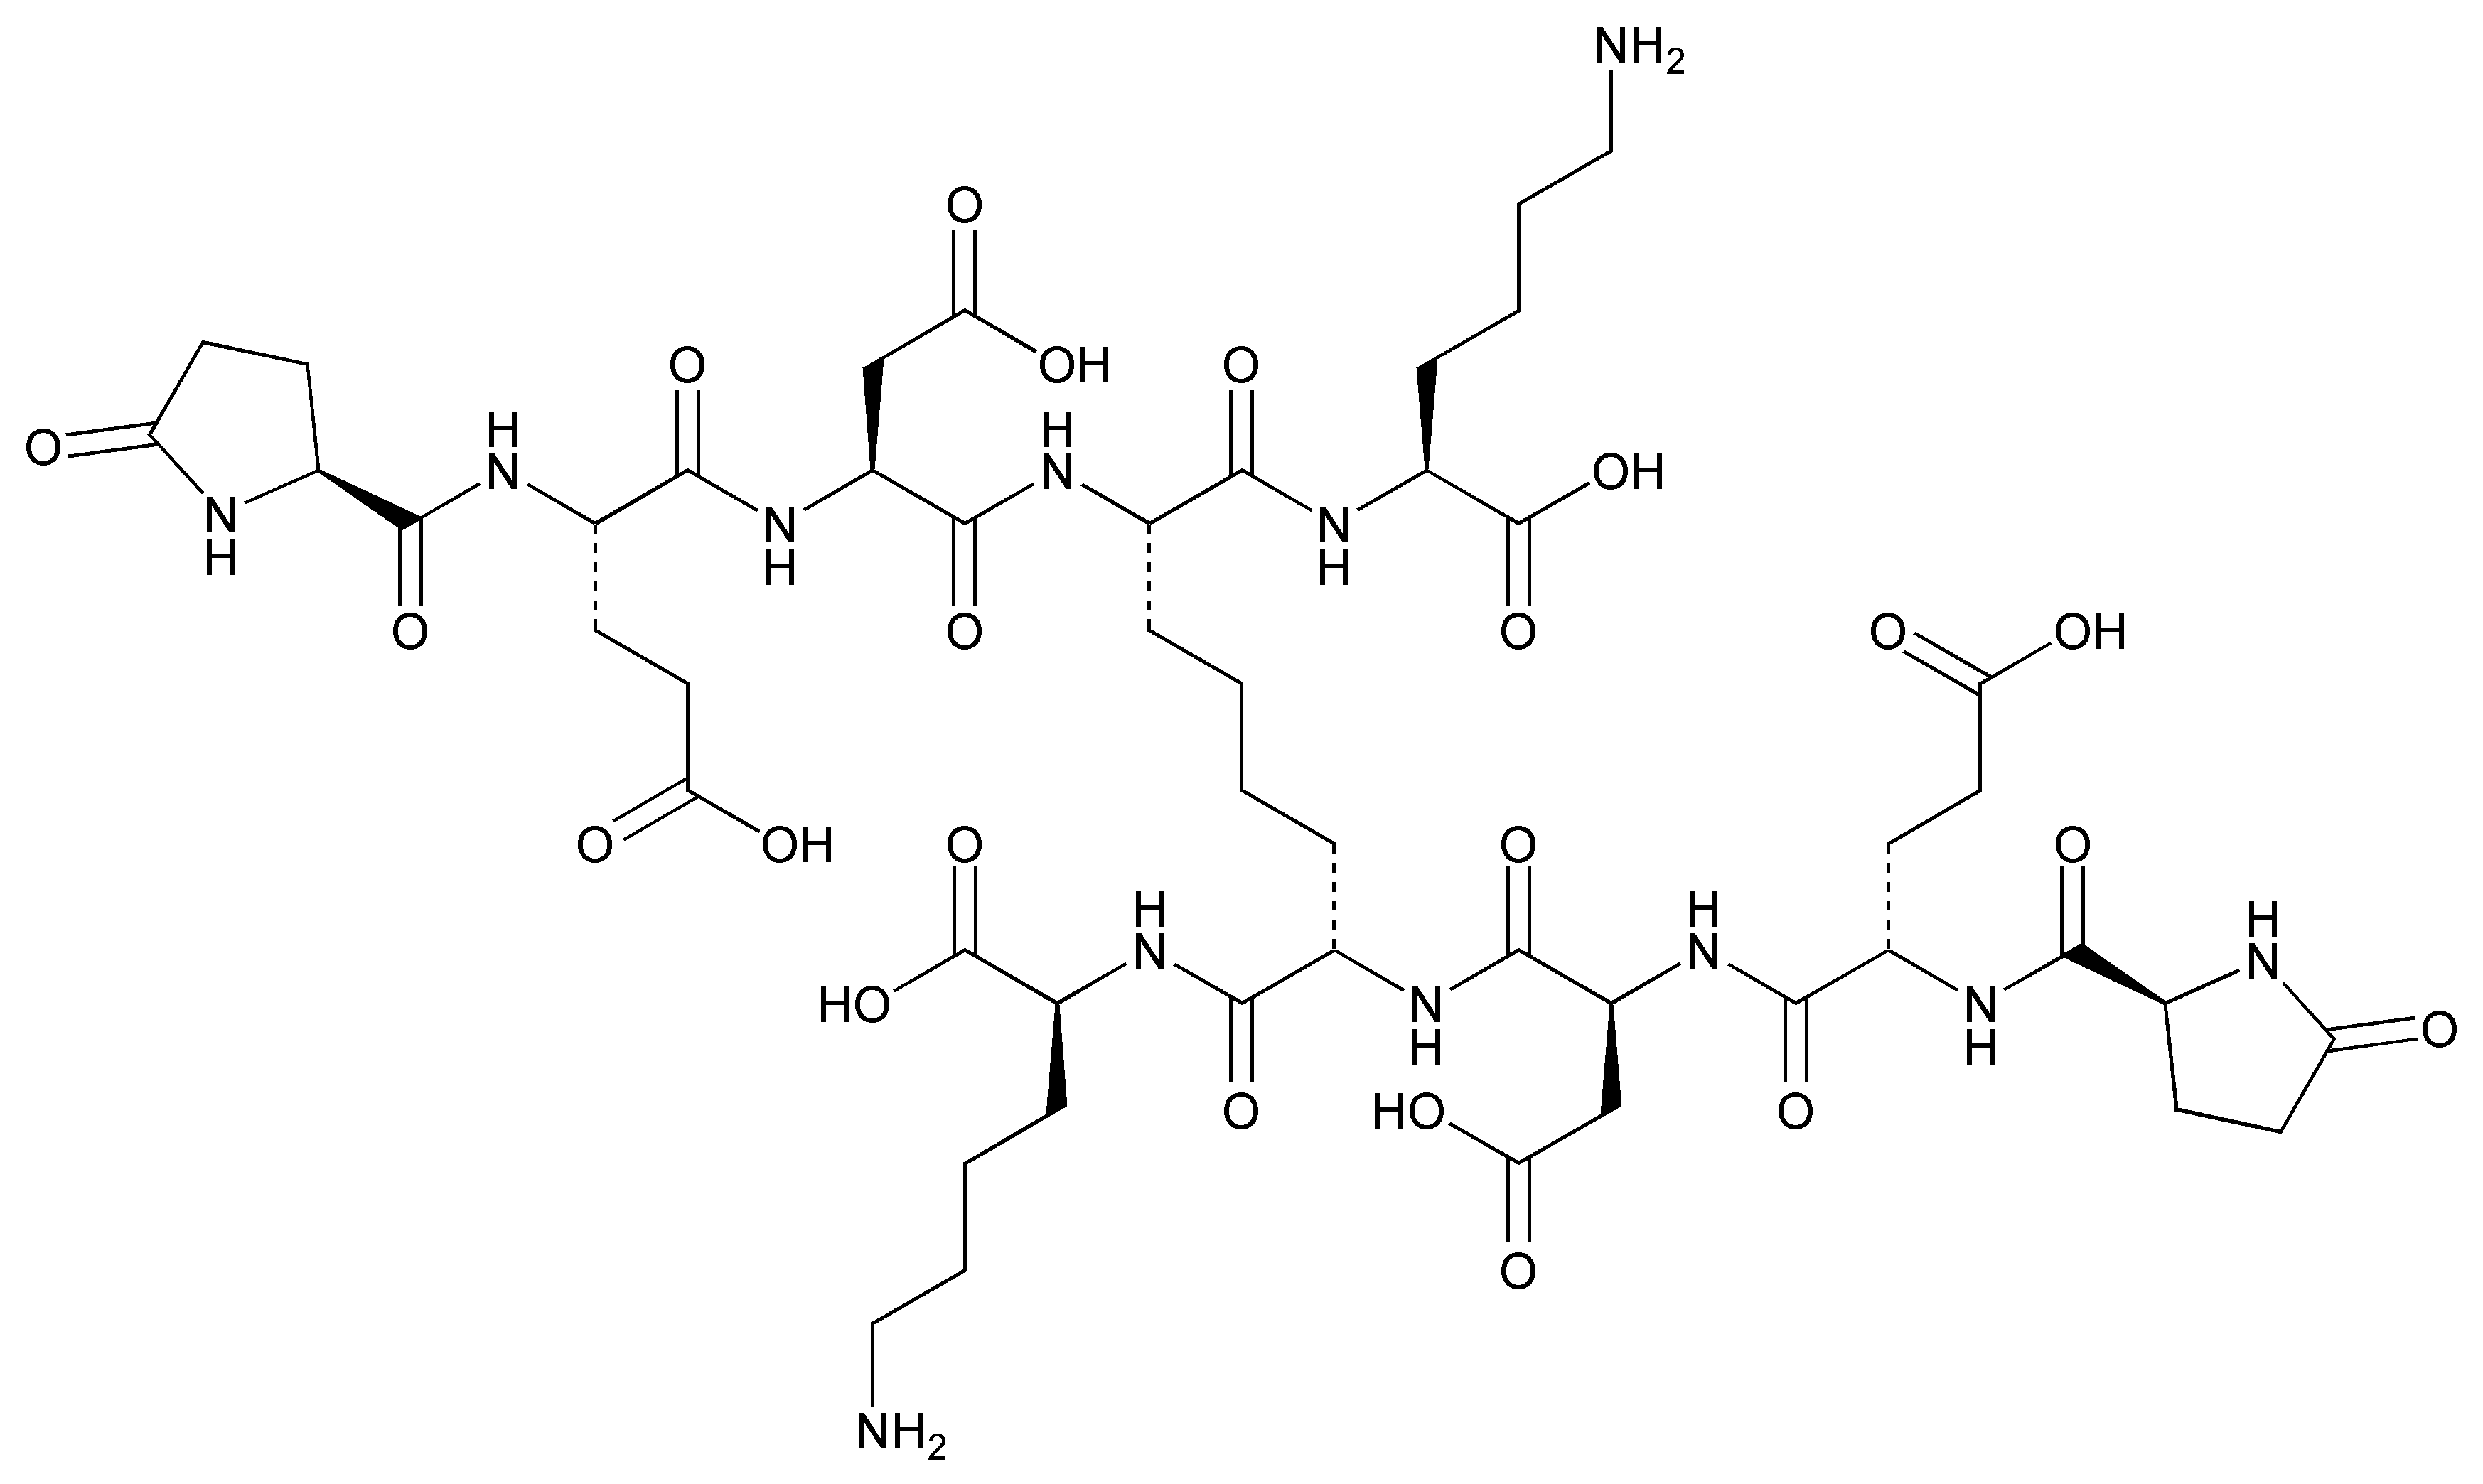 NH2
O
O O O
OH
O H N H N OH
N H N H N H
O O O O OH
O OH O O O
H N H N H N
HO N H N H O
HO O O
O
NH2